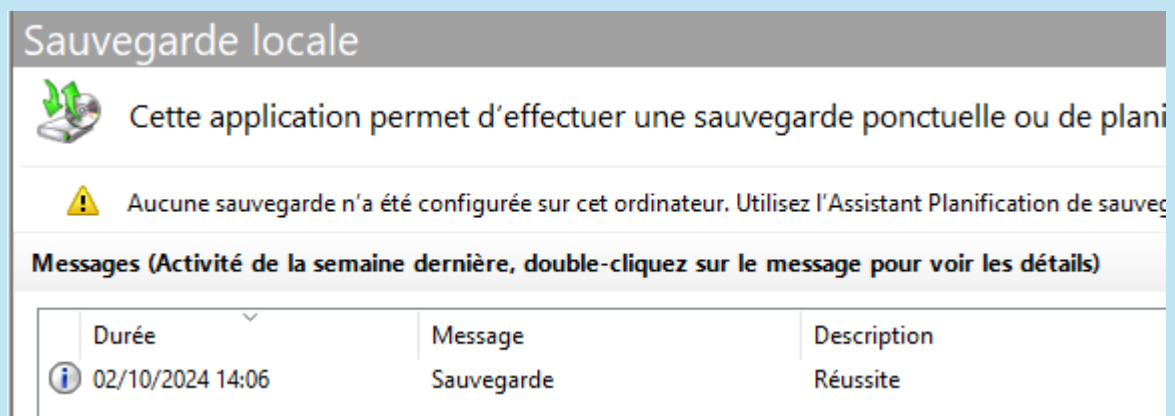 Sauvegarde locale
Cette application permet d'effectuer une sauvegarde ponctuelle ou de
Aucune sauvegarde n'a été configurée sur cet ordinateur. Utilisez l'Assistant Planification de
Messages (Activité de la semaine dernière, double-cliquez sur le message pour voir les détails)
Durée Message Description
02/10/2024 14:06 Sauvegarde Réussite